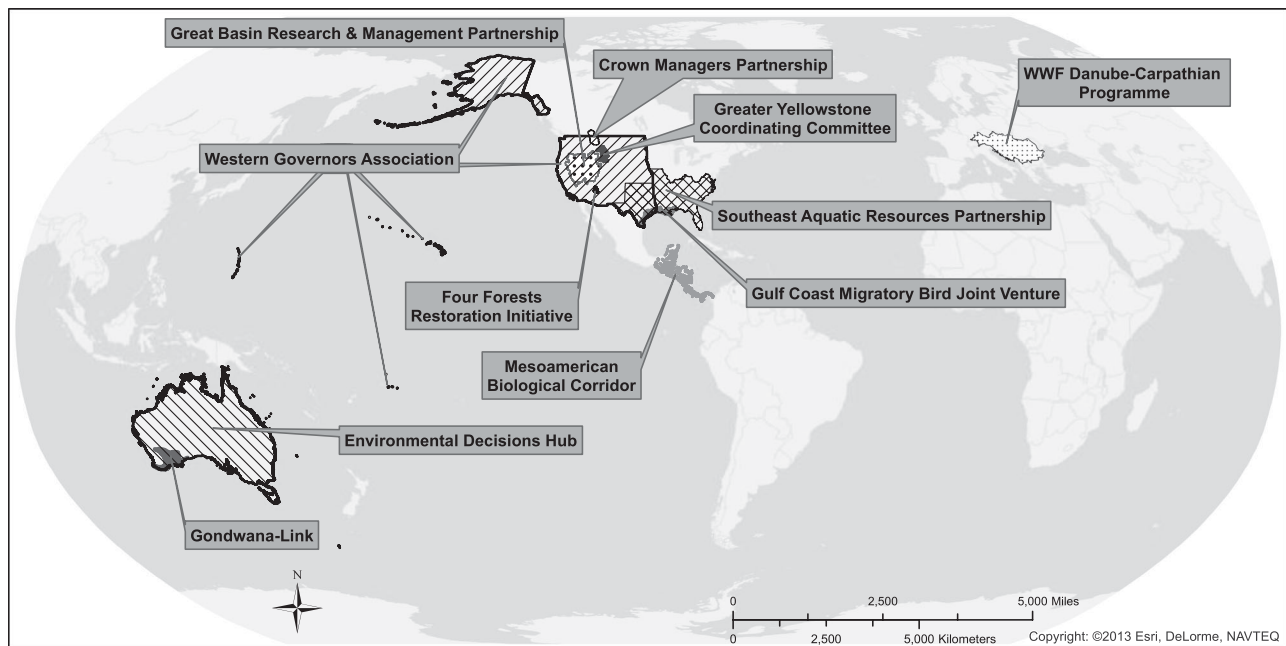 Great Basin Research & Management Partnership
Crown Managers Partnership
WWF Danube-Carpathian
Programme
Greater Yellowstone
Coordinating Committee
Western Governors Association
Southeast Aquatic Resources Partnership
Four Forests
Restoration Initiative
Gulf Coast Migratory Bird Joint Venture
Mesoamerican
Biological Corridor
Environmental Decisions Hub
Gondwana-Link
N
0 2,500 5,000 Miles
0 2,500 5,000 Kilometers
Copyright: ©2013 Esri, DeLorme, NAVTEQ